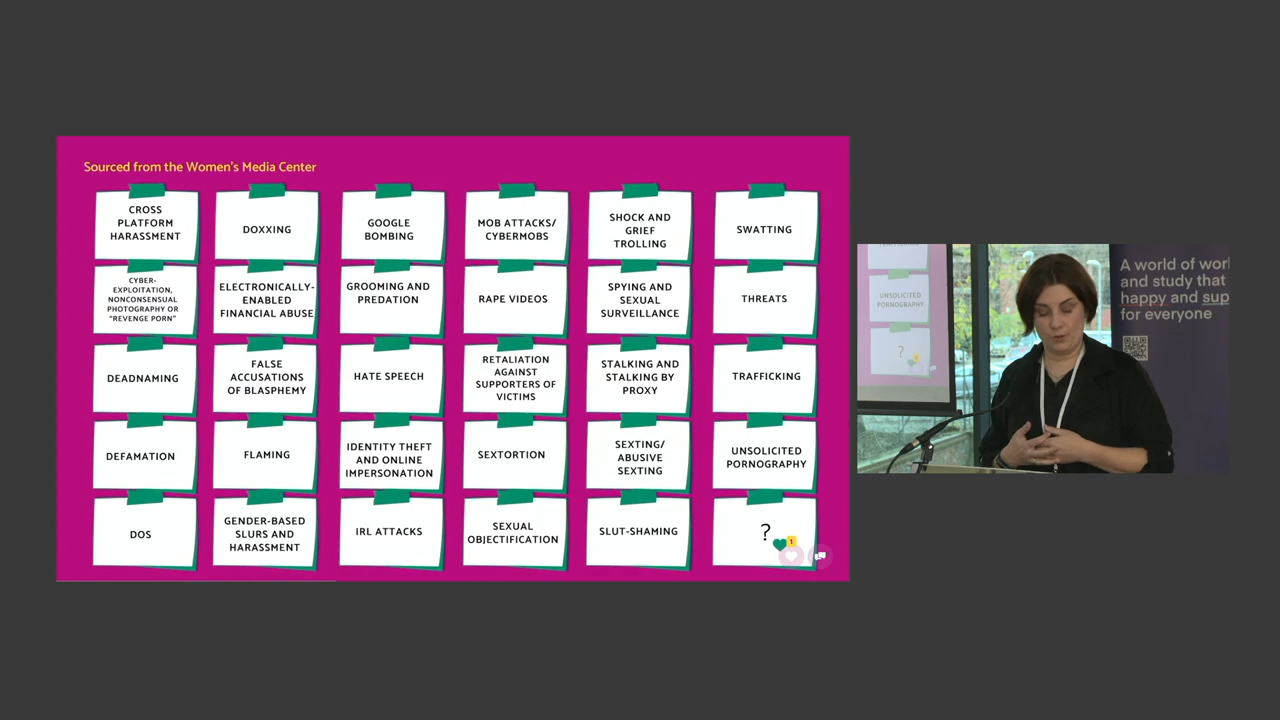 Sourced from the Women's Media Center
CROSS
PLATFORM
HARASSMENT
DOXXING
GOOGLE
BOMBING
MOB ATTACKS/
CYBERMOBS
SHOCK AND
GRIEF
TROLLING
SWATTING
CYBER-
EXPLOITATION,
NONCONSENSUAL
PHOTOGRAPHY OR
"REVENGE PORN"
ELECTRONICALLY-
ENABLED
FINANCIAL ABUSE
GROOMING AND
PREDATION
RAPE VIDEOS
SPYING AND
SEXUAL
SURVEILLANCE
THREATS
DEADNAMING
FALSE
ACCUSATIONS
OF BLASPHEMY
HATE SPEECH
RETALIATION
AGAINST
SUPPORTERS OF
VICTIMS
STALKING AND
STALKING BY
PROXY
TRAFFICKING
DEFAMATION
FLAMING
IDENTITY THEFT
AND ONLINE
IMPERSONATION
SEXTORTION
SEXTING/
ABUSIVE
SEXTING
UNSOLICITED
PORNOGRAPHY
DOS
GENDER-BASED
SLURS AND
HARASSMENT
IRL ATTACKS
SEXUAL
OBJECTIFICATION
SLUT-SHAMING
?
1
UNSOLICITED
PORNOGRAPHY
?
A world of wor
and study that
happy and sup
for everyone